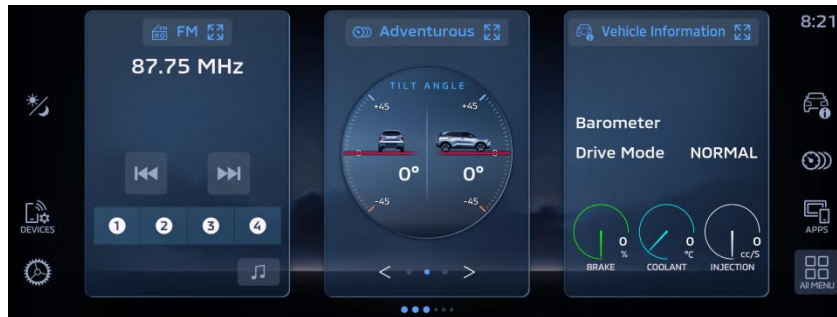 FM
87.75 MHz
1 2 3 4
DEVICES
Adventurous
TILT ANGLE
+45 +45
0 0
0° 0°
-45 -45
< >
Vehicle Information
Barometer
Drive Mode NORMAL
0 % BRAKE
0 °C COOLANT
0 cc/S INJECTION
8:21
APPS
All MENU